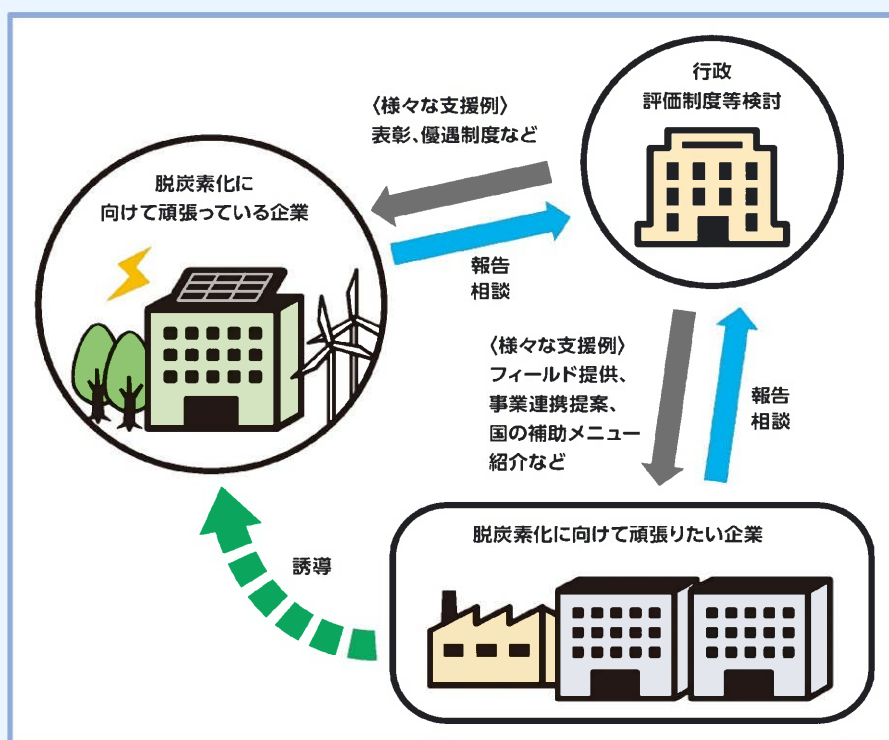 行政
評価制度等検討
〈様々な支援例〉
表彰、優遇制度など
脱炭素化に
向けて頑張っている企業
報告
相談
〈様々な支援例〉
フィールド提供、
事業連携提案、
国の補助メニュー
紹介など
報告
相談
脱炭素化に向けて頑張りたい企業
誘導